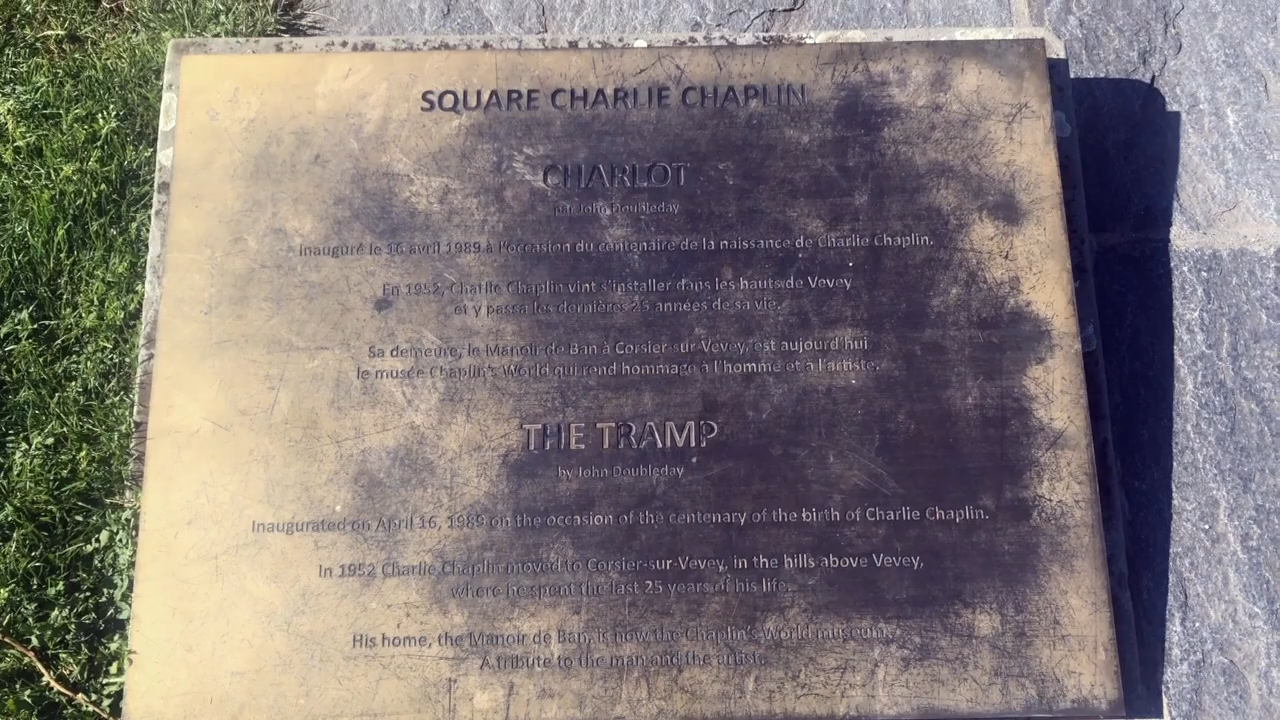 SQUARE CHARLIE CHAPLIN
CHARLOT
par John Doubleday
Inauguré le 16 avril 1989 à l'occasion du centenaire de la naissance de Charlie Chaplin.
En 1952, Charlie Chaplin vint s'installer dans les hauts de Vevey
et y passa les dernières 25 années de sa vie.
Sa demeure, le Manoir de Ban à Corsier-sur-Vevey, est aujourd'hui
le musée Chaplin's World qui rend hommage à l'homme et à l'artiste.
THE TRAMP
by John Doubleday
Inaugurated on April 16, 1989 on the occasion of the centenary of the birth of Charlie Chaplin.
In 1952 Charlie Chaplin moved to Corsier-sur-Vevey, in the hills above Vevey,
where he spent the last 25 years of his life.
His home, the Manoir de Ban, is now the Chaplin's World museum.
A tribute to the man and the artist.